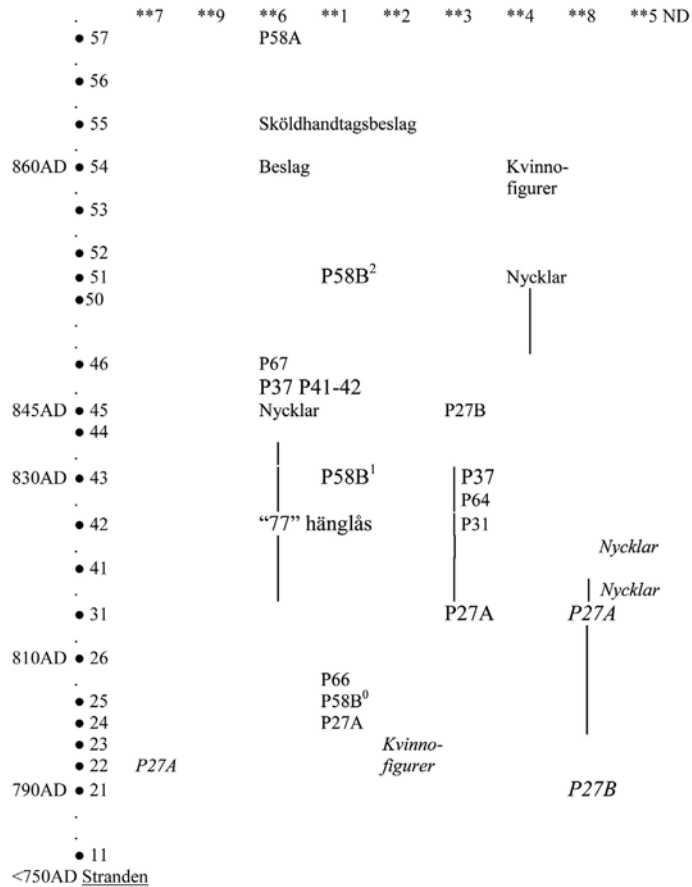 **7 **9 **6 **1 **2 **3 **4 **8 **5 ND
57 P58A
56
55 Sköldhandtagsbeslag
860AD 54 Beslag Kvinno-
figurer
53
52
51 P58B² Nycklar
50
46 P67
P37 P41-42
845AD 45 Nycklar P27B
44
830AD 43 P58B¹ P37
P64
42 “77” hänglås P31
Nycklar
41
Nycklar
31 P27A P27A
810AD 26
P66
25 P58B⁰
24 P27A
23 Kvinno-
22 P27A figurer
790AD 21 P27B
11
<750AD Stranden